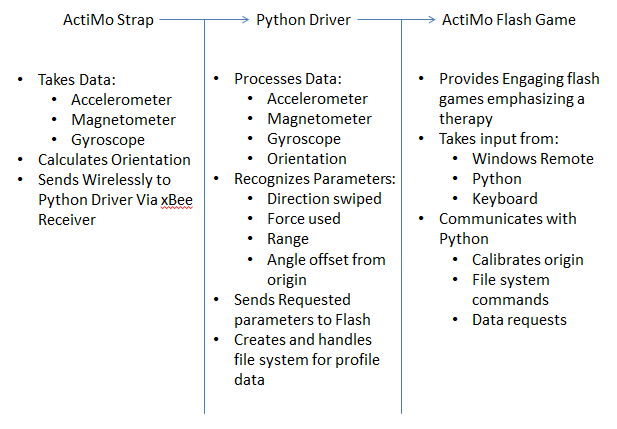 ActiMo Strap
Python Driver
ActiMo Flash Game
• Takes Data:
• Accelerometer
• Magnetometer
• Gyroscope
• Calculates Orientation
• Sends Wirelessly to
Python Driver Via xBee
Receiver
• Processes Data:
• Accelerometer
• Magnetometer
• Gyroscope
• Orientation
• Recognizes Parameters:
• Direction swiped
• Force used
• Range
• Angle offset from
origin
• Sends Requested
parameters to Flash
• Creates and handles
file system for profile
data
• Provides Engaging flash
games emphasizing a
therapy
• Takes input from:
• Windows Remote
• Python
• Keyboard
• Communicates with
Python
• Calibrates origin
• File system
commands
• Data requests